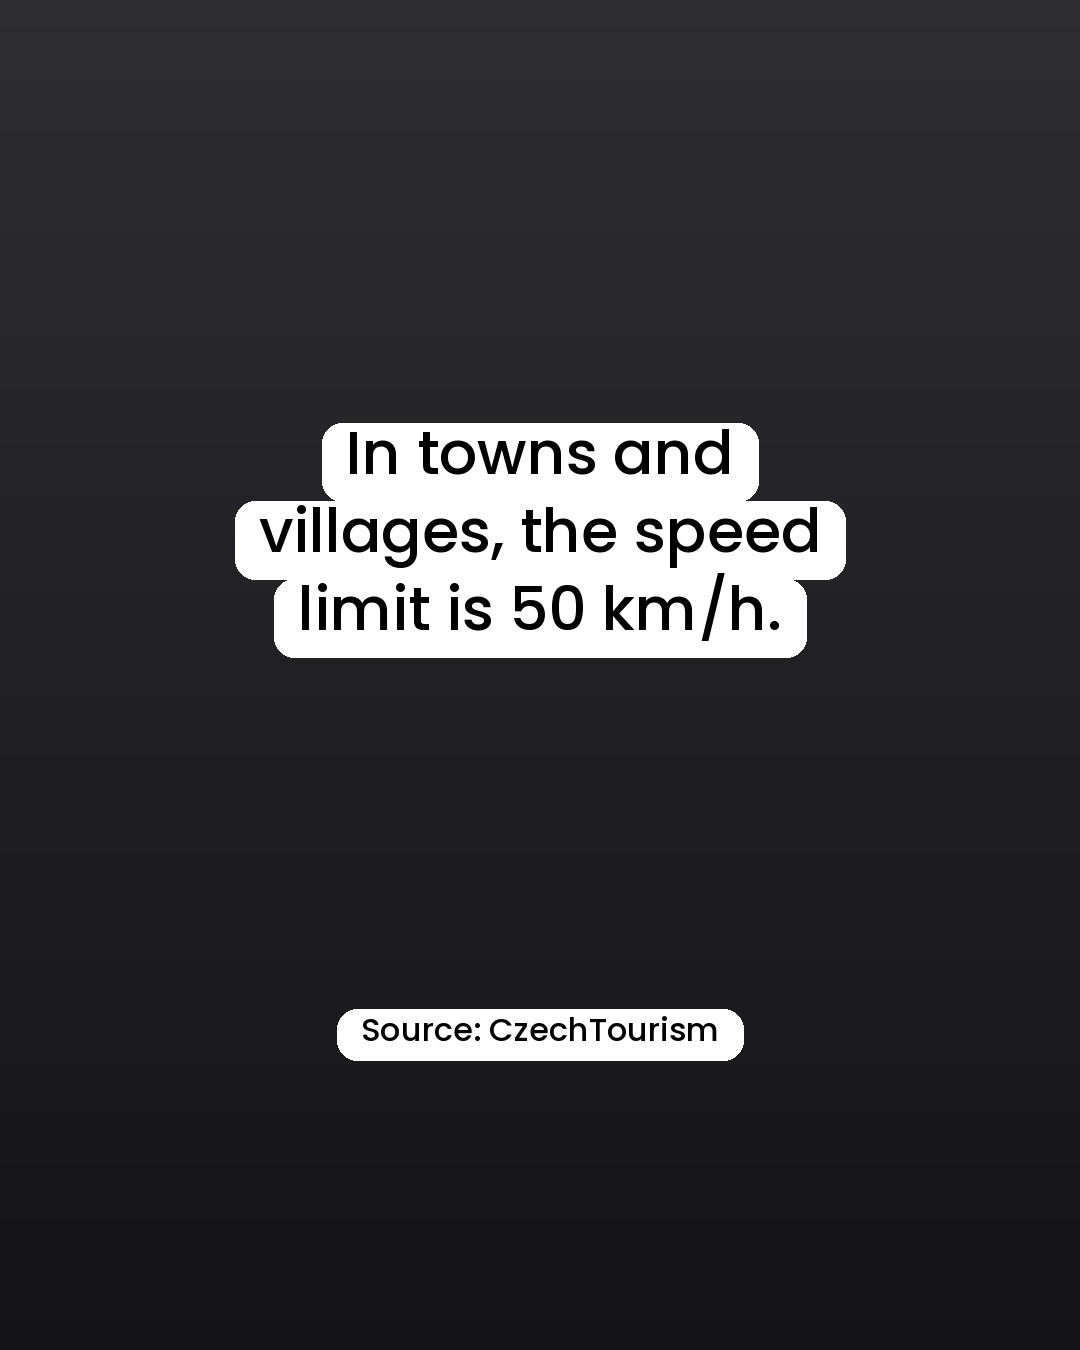 In towns and
villages, the speed
limit is 50 km/h.
Source: CzechTourism